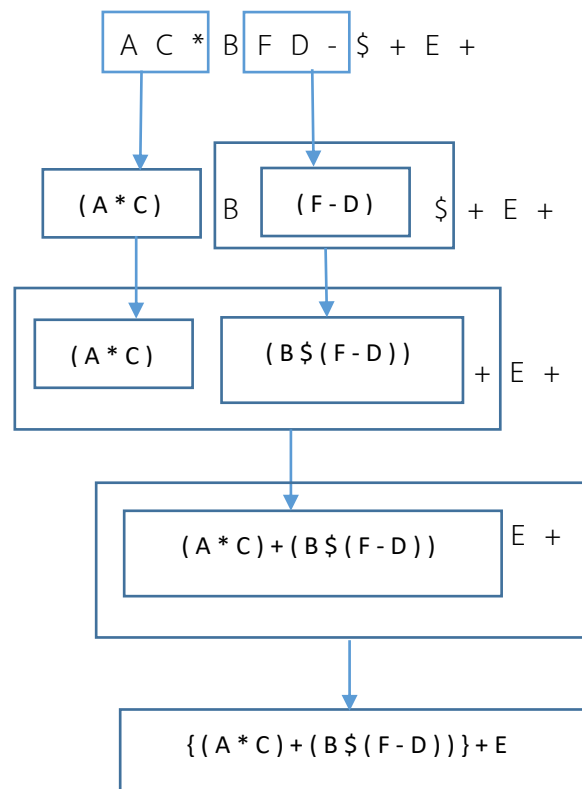 A C * B F D - $ + E +
( A * C ) B ( F - D ) $ + E +
( A * C ) ( B $ ( F - D ) ) + E +
( A * C ) + ( B $ ( F - D ) ) E +
{ ( A * C ) + ( B $ ( F - D ) ) } + E